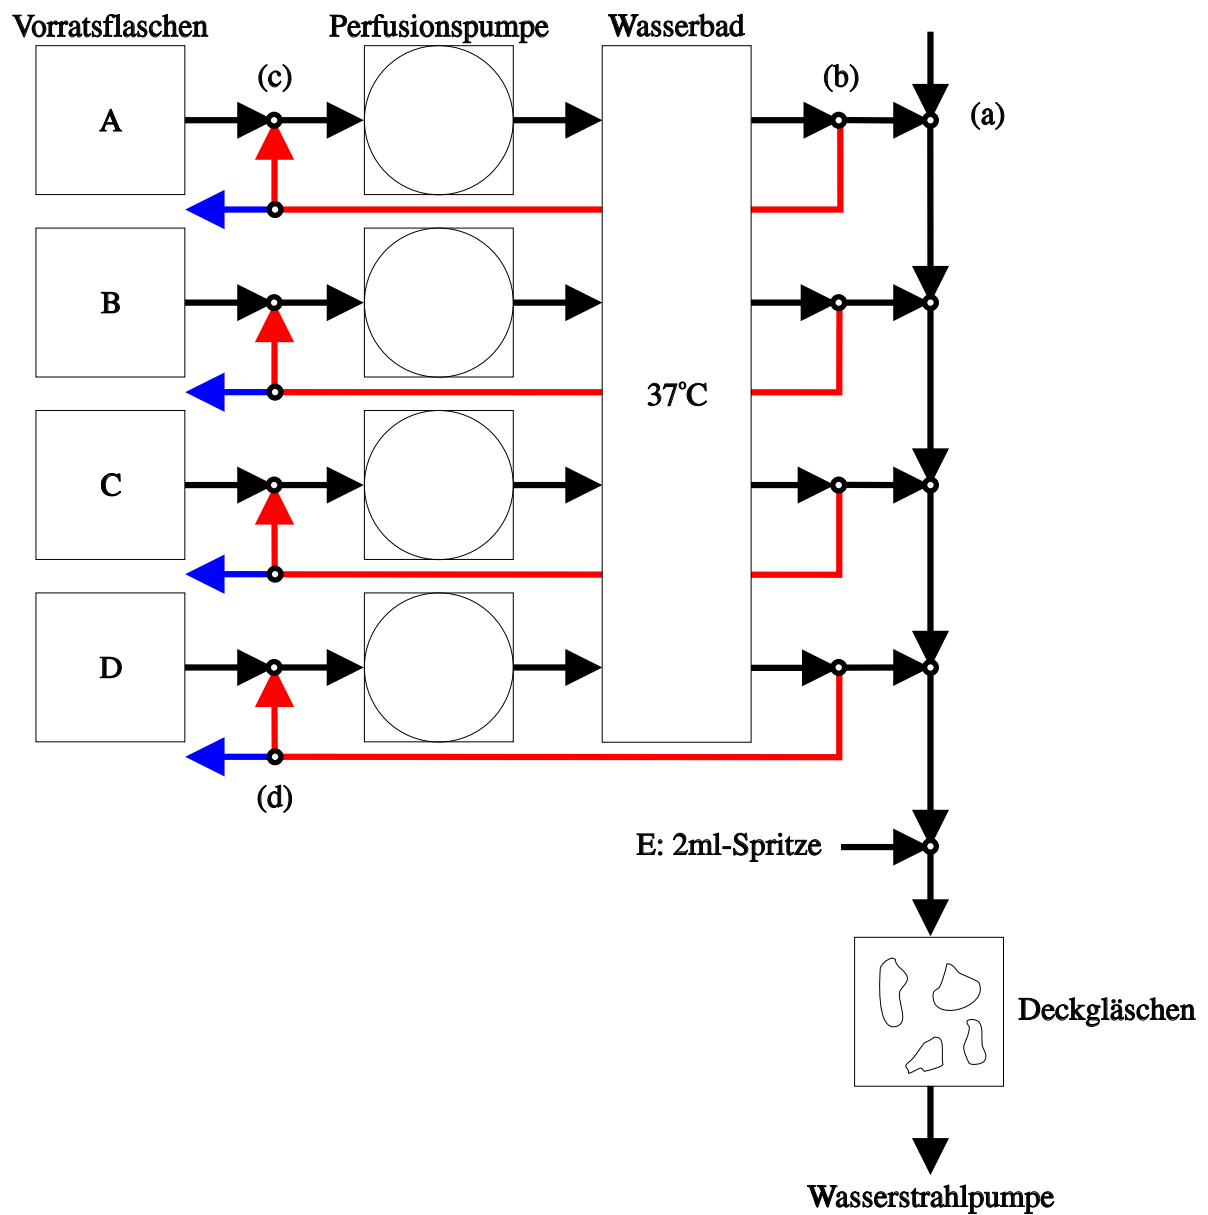 Vorratsflaschen
Perfusionspumpe
Wasserbad
(c)
(b)
(a)
A
B
37°C
C
D
(d)
E: 2ml-Spritze
Deckgläschen
Wasserstrahlpumpe